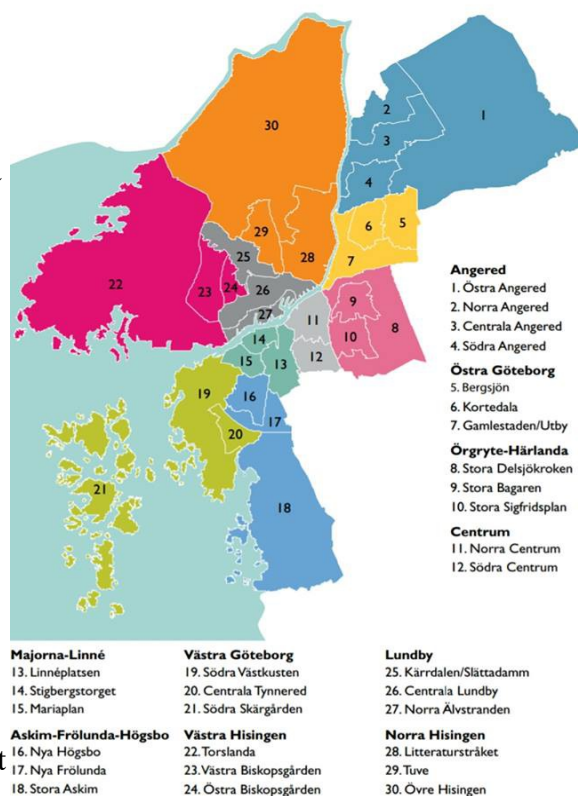 30
2
1
3
4
29
6
5
28
25
7
22
23
24
26
9
27
11
8
14
10
15
12
13
19
16
17
20
21
18
Angered
1. Östra Angered
2. Norra Angered
3. Centrala Angered
4. Södra Angered
Östra Göteborg
5. Bergsjön
6. Kortedala
7. Gamlestaden/Utby
Örgryte-Härlanda
8. Stora Delsjökroken
9. Stora Bagaren
10. Stora Sigfridsplan
Centrum
11. Norra Centrum
12. Södra Centrum
Majorna-Linné
13. Linnéplatsen
14. Stigbergstorget
15. Mariaplan
Askim-Frölunda-Högsbo
16. Nya Högsbo
17. Nya Frölunda
18. Stora Askim
Västra Göteborg
19. Södra Västkusten
20. Centrala Tynnered
21. Södra Skärgården
Västra Hisingen
22. Torslanda
23. Västra Biskopsgården
24. Östra Biskopsgården
Lundby
25. Kärrdalen/Slättadamm
26. Centrala Lundby
27. Norra Älvstranden
Norra Hisingen
28. Litteraturstråket
29. Tuve
30. Övre Hisingen
t